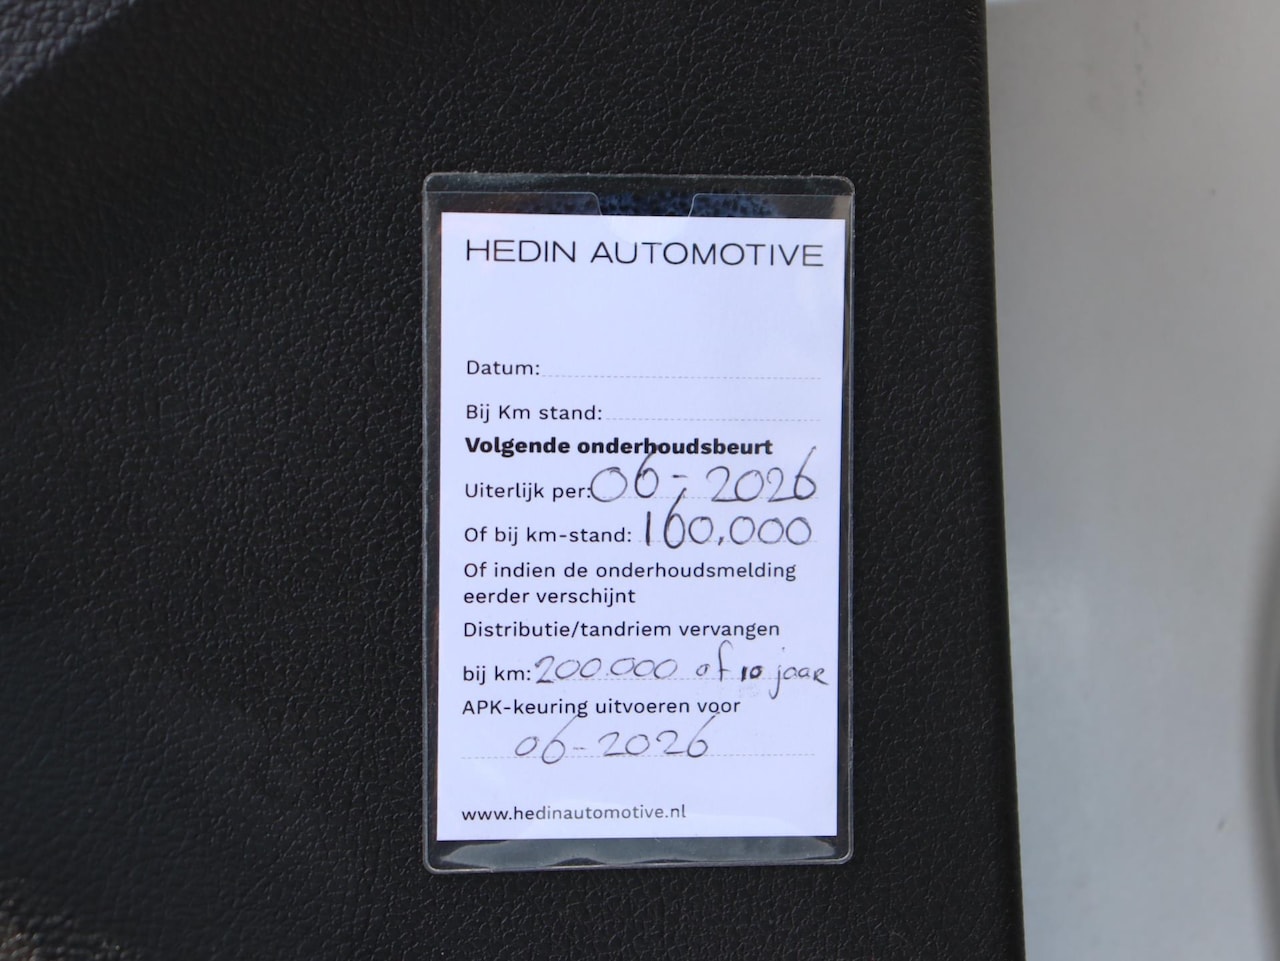 HEDIN AUTOMOTIVE
Datum:
Bij Km stand:
Volgende onderhoudsbeurt
Uiterlijk per: 06-2026
Of bij km-stand: 160.000
Of indien de onderhoudsmelding
eerder verschijnt
Distributie/tandriem vervangen
bij km: 200.000 of 10 jaar
APK-keuring uitvoeren voor
06-2026
www.hedinautomotive.nl